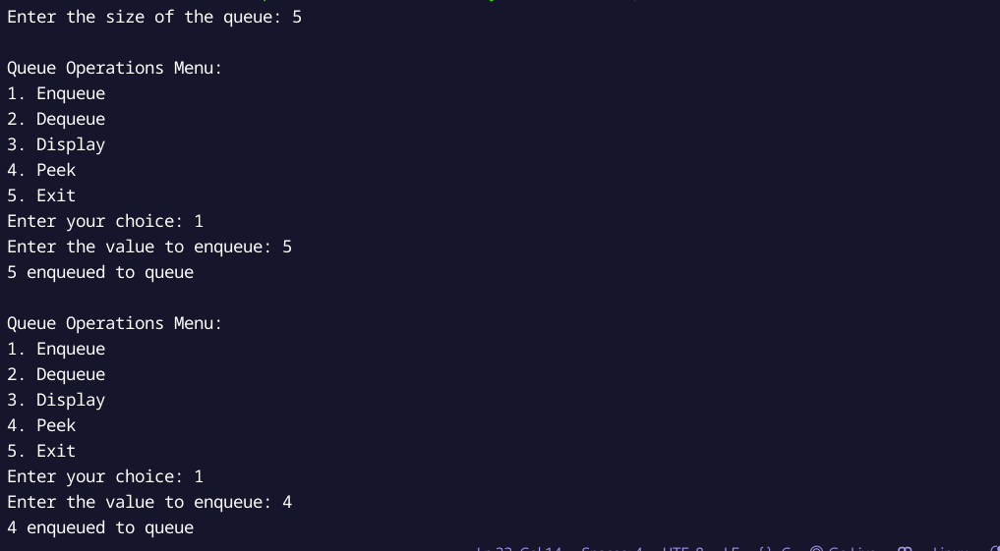 Enter the size of the queue: 5
Queue Operations Menu:
1. Enqueue
2. Dequeue
3. Display
4. Peek
5. Exit
Enter your choice: 1
Enter the value to enqueue: 5
5 enqueued to queue
Queue Operations Menu:
1. Enqueue
2. Dequeue
3. Display
4. Peek
5. Exit
Enter your choice: 1
Enter the value to enqueue: 4
4 enqueued to queue